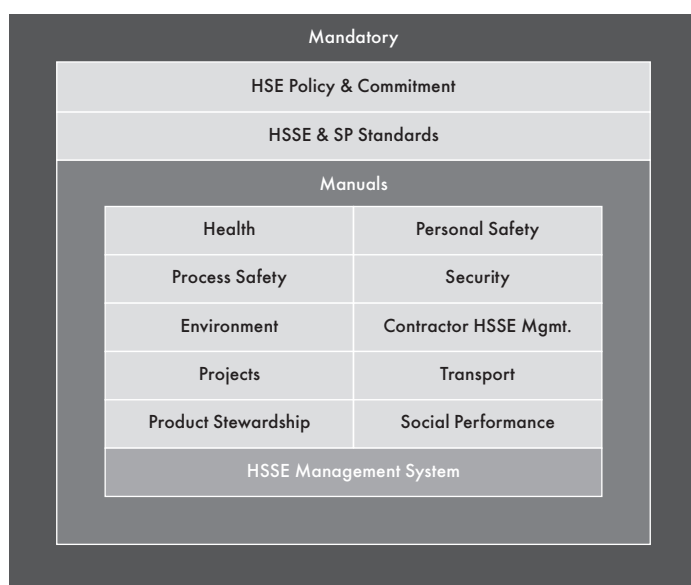 Mandatory
HSE Policy & Commitment
HSSE & SP Standards
Manuals
Health
Personal Safety
Process Safety
Security
Environment
Contractor HSSE Mgmt.
Projects
Transport
Product Stewardship
Social Performance
HSSE Management System